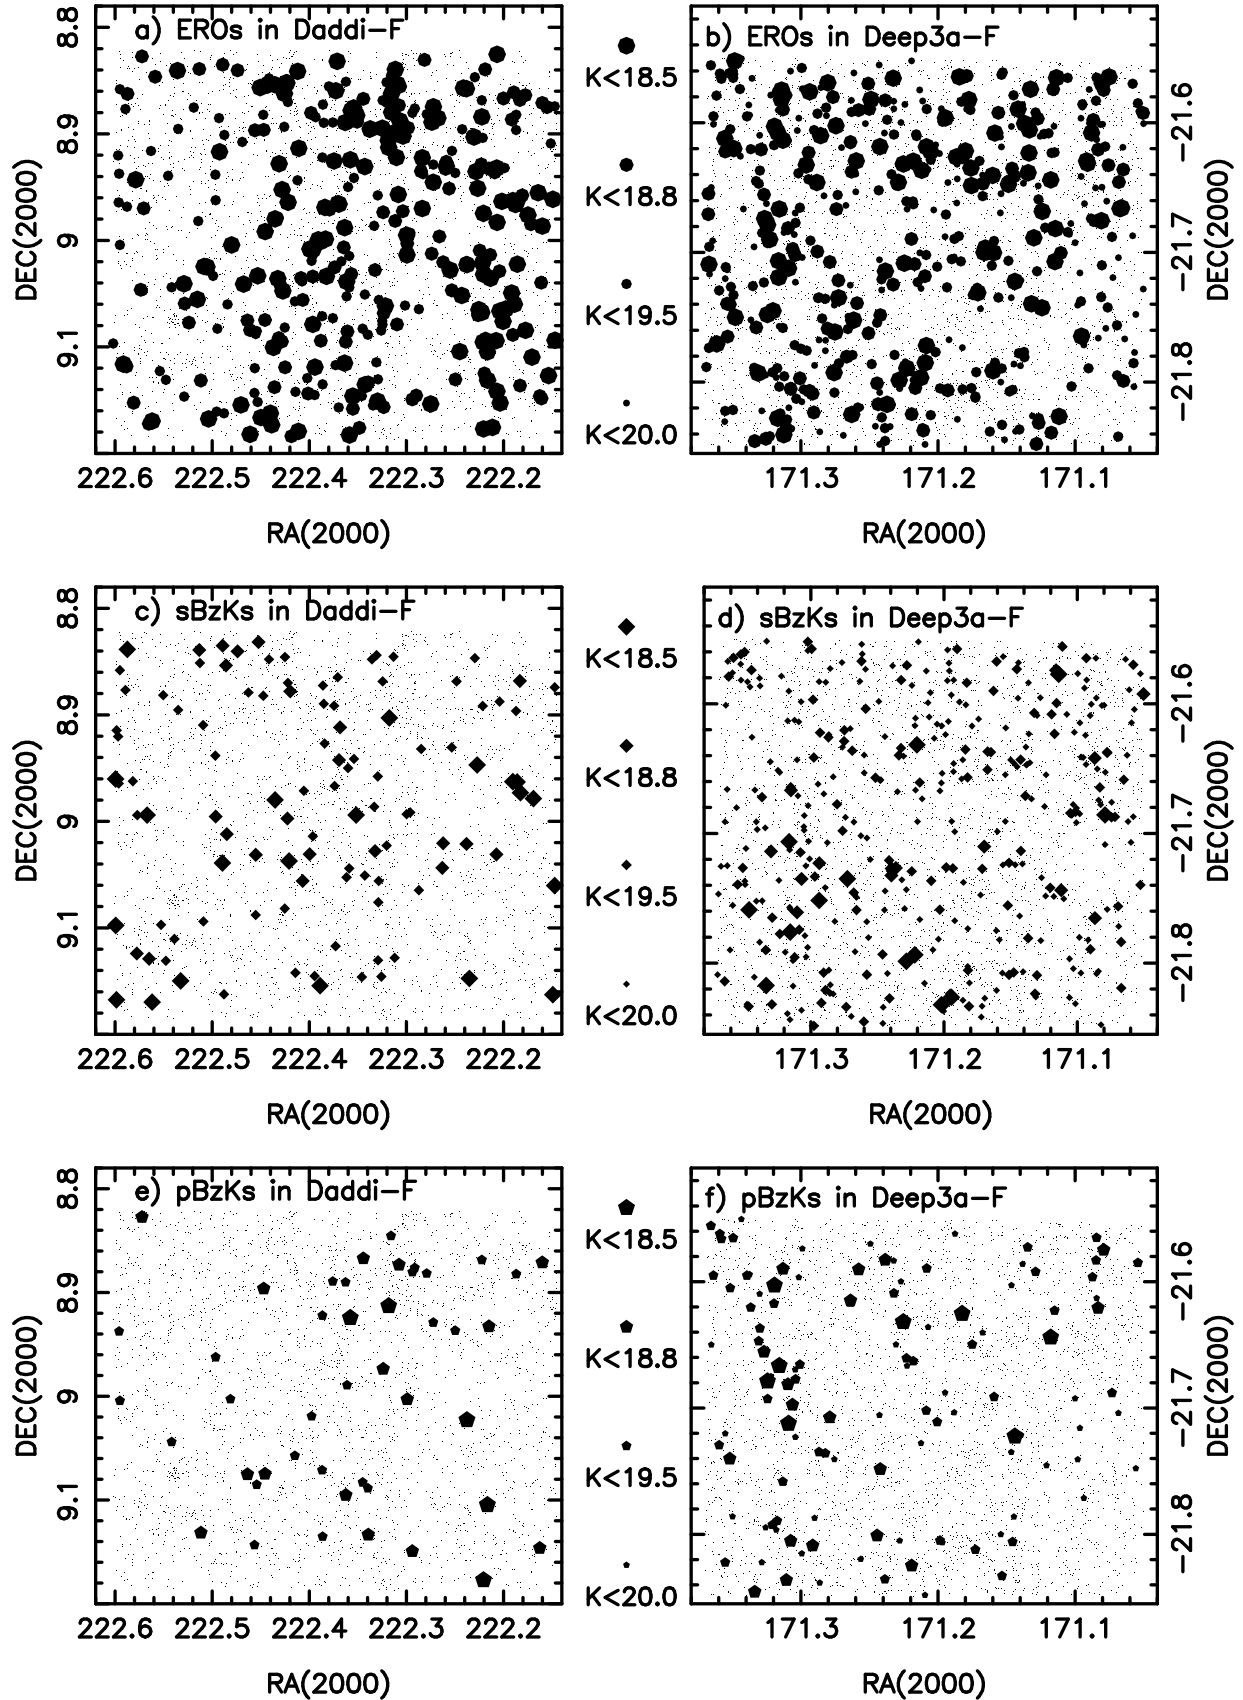 a) EROs in Daddi-F
b) EROs in Deep3a-F
8.8
8.9
9
9.1
DEC(2000)
222.6 222.5 222.4 222.3 222.2
RA(2000)
K<18.5
K<18.8
K<19.5
K<20.0
171.3 171.2 171.1
RA(2000)
-21.6
-21.7
-21.8
DEC(2000)
c) sBzKs in Daddi-F
d) sBzKs in Deep3a-F
8.8
8.9
9
9.1
DEC(2000)
222.6 222.5 222.4 222.3 222.2
RA(2000)
K<18.5
K<18.8
K<19.5
K<20.0
171.3 171.2 171.1
RA(2000)
-21.6
-21.7
-21.8
DEC(2000)
e) pBzKs in Daddi-F
f) pBzKs in Deep3a-F
8.8
8.9
9
9.1
DEC(2000)
222.6 222.5 222.4 222.3 222.2
RA(2000)
K<18.5
K<18.8
K<19.5
K<20.0
171.3 171.2 171.1
RA(2000)
-21.6
-21.7
-21.8
DEC(2000)